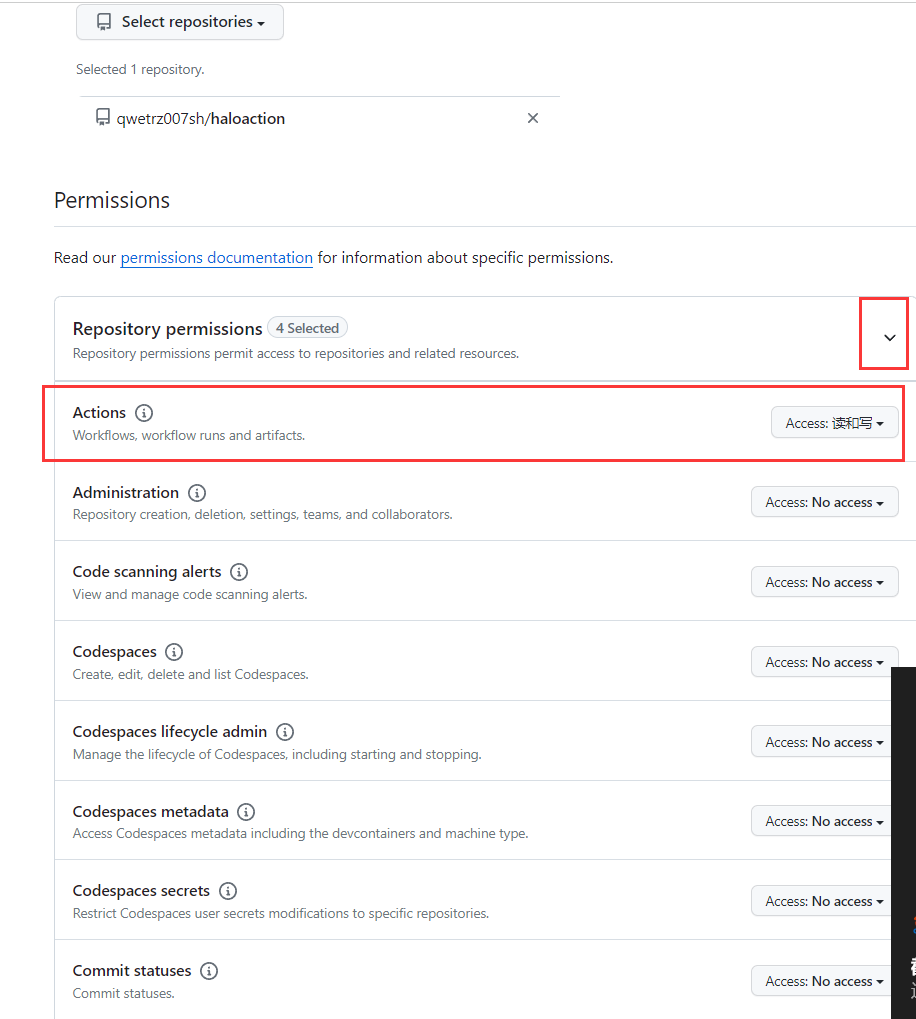 Select repositories
Selected 1 repository.
qwetrz007sh/haloaction
Permissions
Read our permissions documentation for information about specific permissions.
Repository permissions 4 Selected
Repository permissions permit access to repositories and related resources.
Actions
Access: 读和写
Workflows, workflow runs and artifacts.
Administration
Access: No access
Repository creation, deletion, settings, teams, and collaborators.
Code scanning alerts
Access: No access
View and manage code scanning alerts.
Codespaces
Access: No access
Create, edit, delete and list Codespaces.
Codespaces lifecycle admin
Access: No access
Manage the lifecycle of Codespaces, including starting and stopping.
Codespaces metadata
Access: No access
Access Codespaces metadata including the devcontainers and machine type.
Codespaces secrets
Access: No access
Restrict Codespaces user secrets modifications to specific repositories.
Commit statuses
Access: No access
Commit statuses.